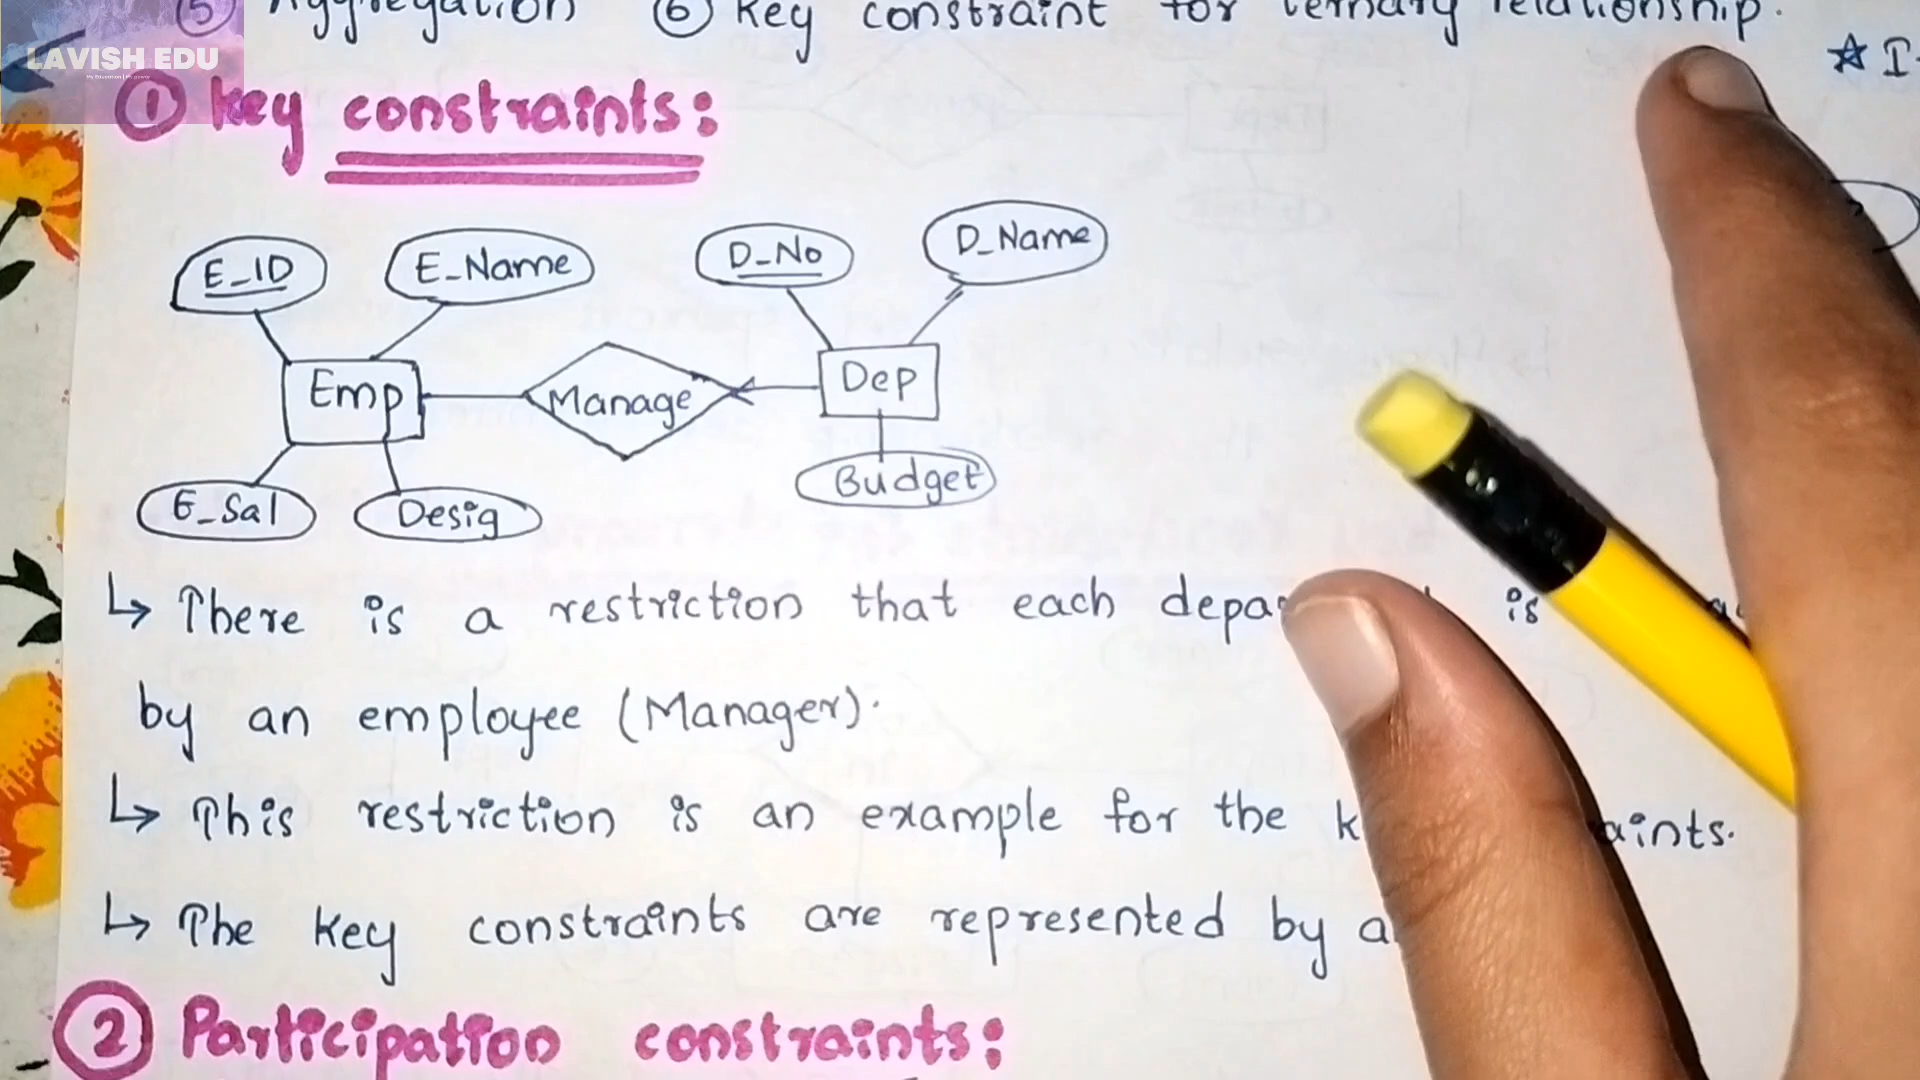 ⑤ Aggregation ⑥ Key constraint for ternary relationship.
LAVISH EDU
☆ I
① Key constraints:
E_ID E_Name D_No D_Name
Emp Manage Dep
E_Sal Desig Budget
↳ There is a restriction that each is
by an employee (Manager).
↳ This restriction is an example for the
↳ The key constraints are represented by
② Participation constraints: